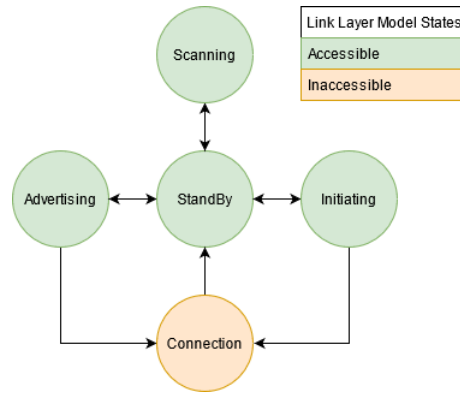 Link Layer Model States
Accessible
Inaccessible
Scanning
Advertising
StandBy
Initiating
Connection